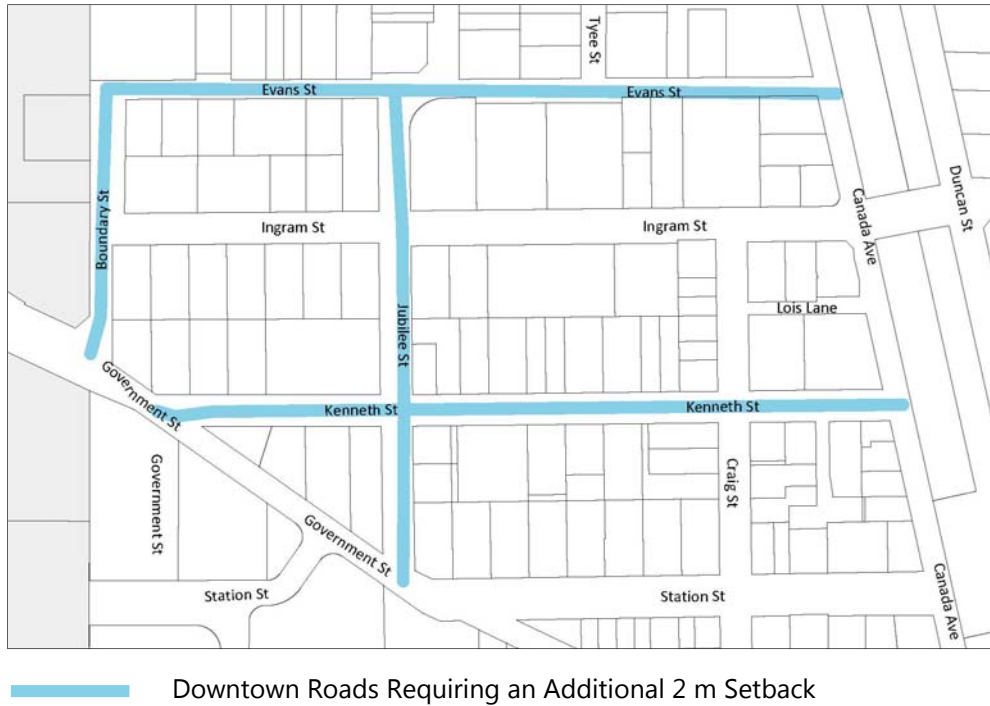 Tyee St
Evans St
Evans St
Boundary St
Ingram St
Ingram St
Canada Ave
Duncan St
Jubilee St
Lois Lane
Government St
Kenneth St
Kenneth St
Government St
Craig St
Government St
Station St
Station St
Canada Ave
Downtown Roads Requiring an Additional 2 m Setback